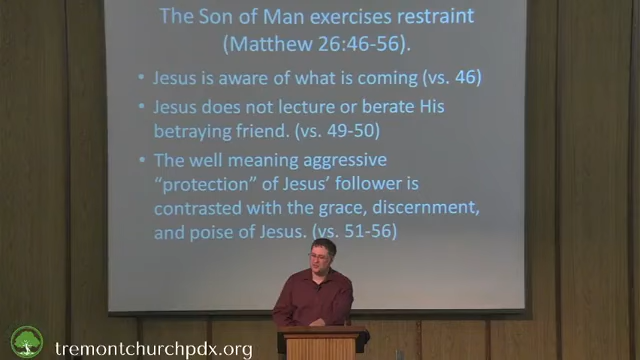 The Son of Man exercises restraint
(Matthew 26:46-56).
• Jesus is aware of what is coming (vs. 46)
• Jesus does not lecture or berate His
betraying friend. (vs. 49-50)
• The well meaning aggressive
“protection” of Jesus’ follower is
contrasted with the grace, discernment,
and poise of Jesus. (vs. 51-56)
tremontchurchpdx.org